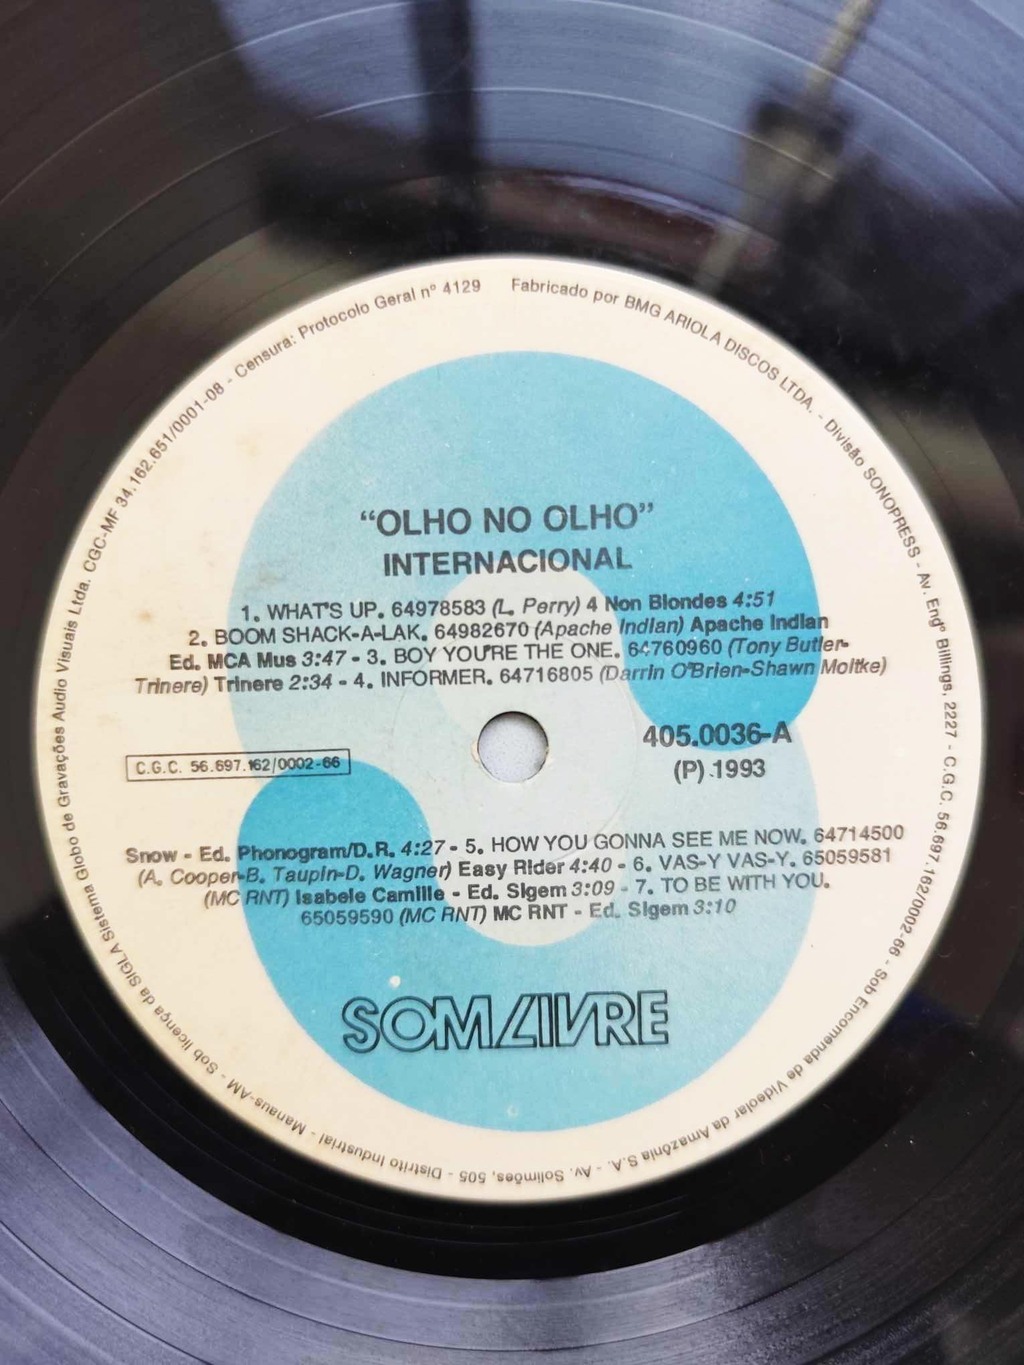 CGC-MF 34.162.651/0001-08 - Censura: Protocolo Geral nº 4129
Fabricado por BMG ARIOLA DISCOS LTDA. - Divisão SONOPRESS - Av. Engº Billings, 2227 - C.G.C. 56.697.162/0002-66 - Sob Encomenda de Videolar da Amazônia S.A. - Av. Solimões, 505 - Distrito Industrial - Manaus-AM - Sob licença da SIGLA Sistema Globo de Gravações Audio Visuais Ltda.
"OLHO NO OLHO"
INTERNACIONAL
1. WHAT'S UP. 64978583 (L. Perry) 4 Non Blondes 4:51
2. BOOM SHACK-A-LAK. 64982670 (Apache Indian) Apache Indian
Ed. MCA Mus 3:47 - 3. BOY YOU'RE THE ONE. 64760960 (Tony Butler-
Trinere) Trinere 2:34 - 4. INFORMER. 64716805 (Darrin O'Brien-Shawn Moltke)
405.0036-A
C.G.C. 56.697.162/0002-66
(P) 1993
Snow - Ed. Phonogram/D.R. 4:27 - 5. HOW YOU GONNA SEE ME NOW. 64714500
(A. Cooper-B. Taupin-D. Wagner) Easy Rider 4:40 - 6. VAS-Y VAS-Y. 65059581
(MC RNT) Isabele Camille - Ed. Sigem 3:09 - 7. TO BE WITH YOU.
65059590 (MC RNT) MC RNT - Ed. Sigem 3:10
SOM LIVRE